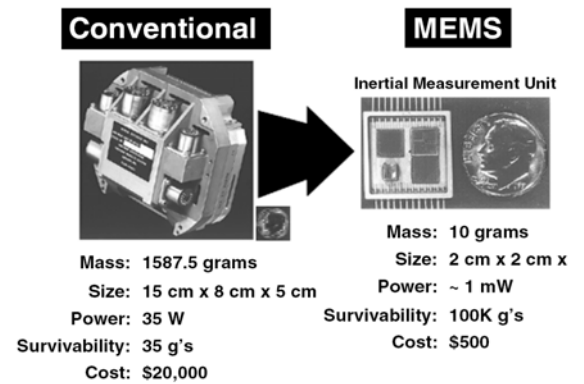 Conventional
MEMS
Inertial Measurement Unit
Mass: 1587.5 grams
Size: 15 cm x 8 cm x 5 cm
Power: 35 W
Survivability: 35 g's
Cost: $20,000
Mass: 10 grams
Size: 2 cm x 2 cm x
Power: ~ 1 mW
Survivability: 100K g's
Cost: $500